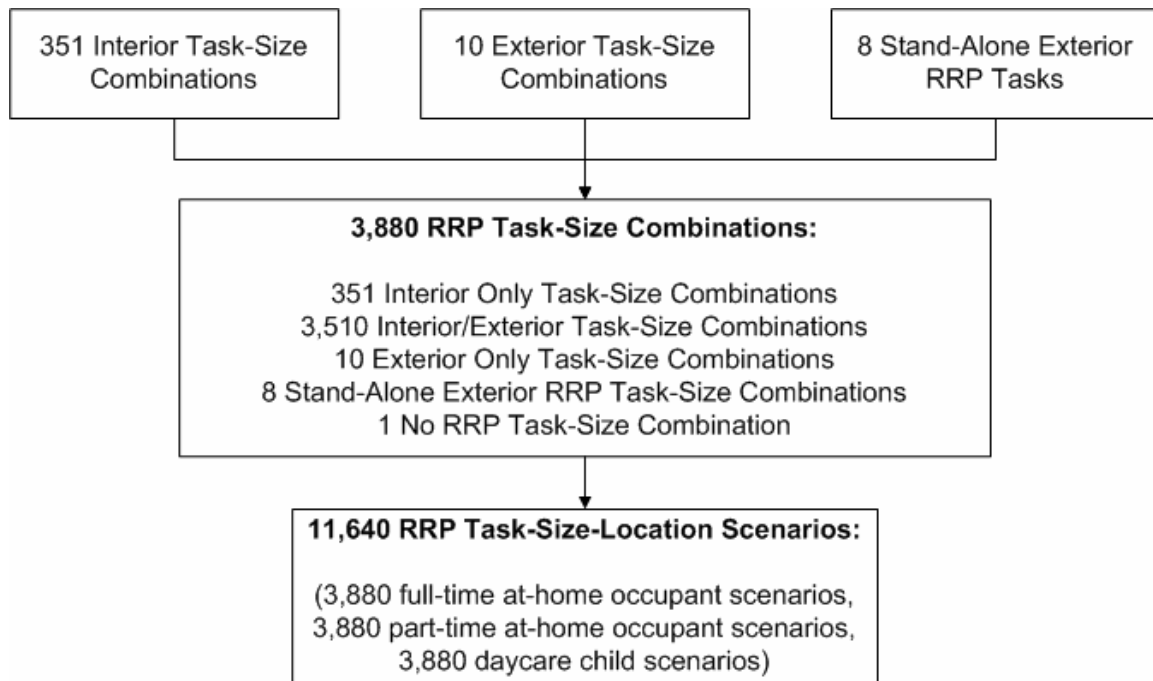 351 Interior Task-Size
Combinations
10 Exterior Task-Size
Combinations
8 Stand-Alone Exterior
RRP Tasks
3,880 RRP Task-Size Combinations:
351 Interior Only Task-Size Combinations
3,510 Interior/Exterior Task-Size Combinations
10 Exterior Only Task-Size Combinations
8 Stand-Alone Exterior RRP Task-Size Combinations
1 No RRP Task-Size Combination
11,640 RRP Task-Size-Location Scenarios:
(3,880 full-time at-home occupant scenarios,
3,880 part-time at-home occupant scenarios,
3,880 daycare child scenarios)